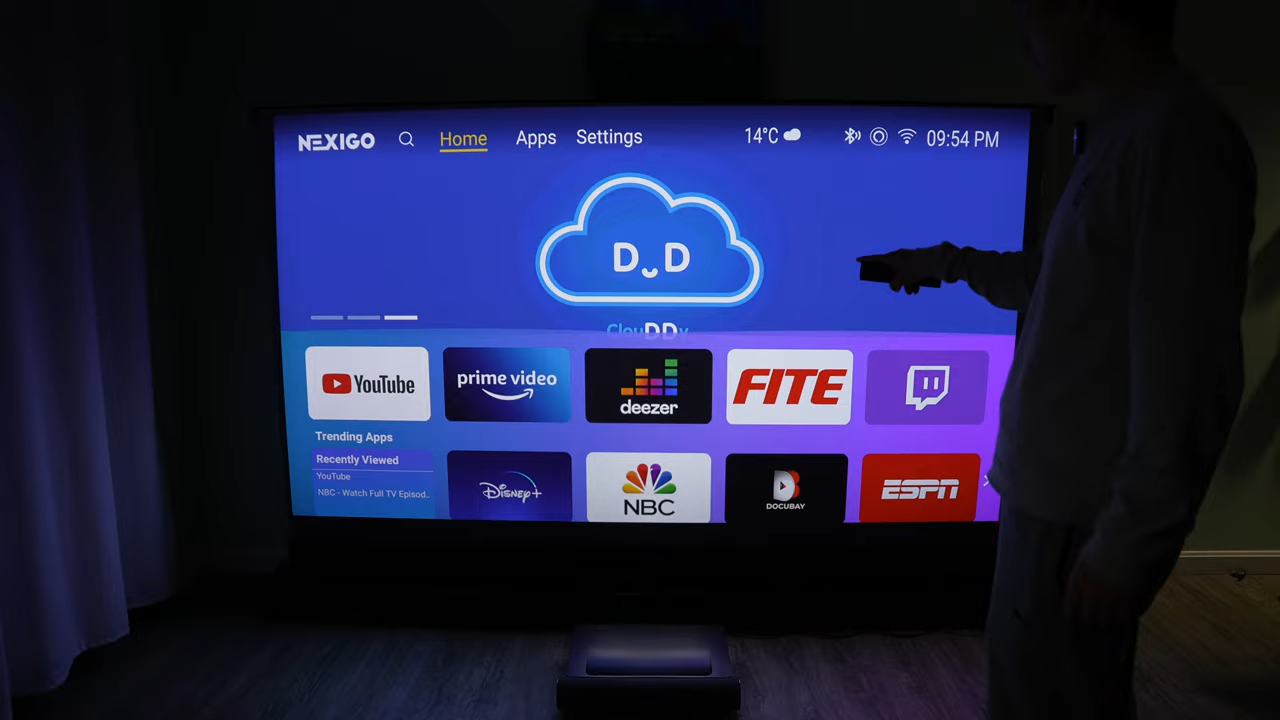 NEXIGO Home Apps Settings 14°C 09:54 PM
D D
ClouDDy
YouTube prime video deezer FITE
Trending Apps
Recently Viewed
YouTube
NBC - Watch Full TV Episod..
Disney+ NBC DOCUBAY ESPN